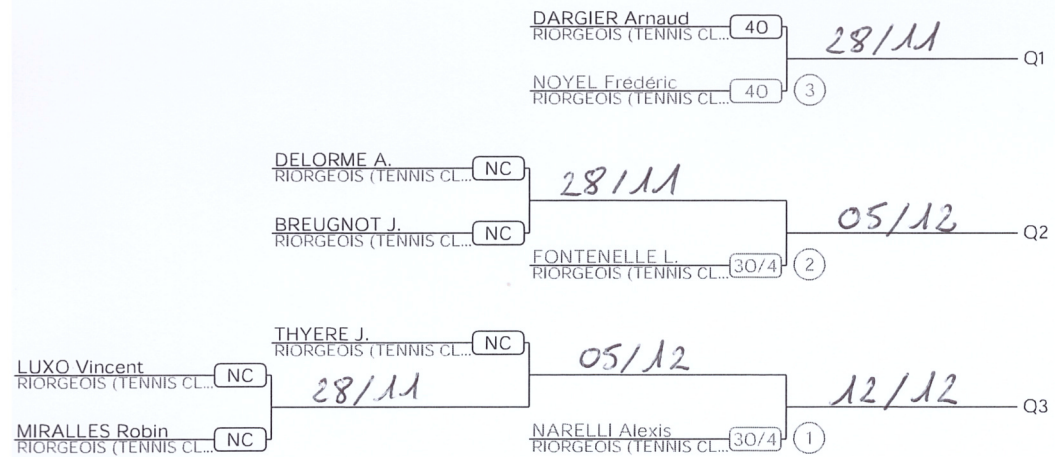 DARGIER Arnaud
RIORGEOIS (TENNIS CL...
40
28/11
Q1
NOYEL Frédéric
RIORGEOIS (TENNIS CL...
40
3
DELORME A.
RIORGEOIS (TENNIS CL...
NC
28/11
BREUGNOT J.
RIORGEOIS (TENNIS CL...
NC
05/12
Q2
FONTENELLE L.
RIORGEOIS (TENNIS CL...
30/4
2
THYERE J.
RIORGEOIS (TENNIS CL...
NC
05/12
LUXO Vincent
RIORGEOIS (TENNIS CL...
NC
28/11
12/12
Q3
MIRALLES Robin
RIORGEOIS (TENNIS CL...
NC
NARELLI Alexis
RIORGEOIS (TENNIS CL...
30/4
1